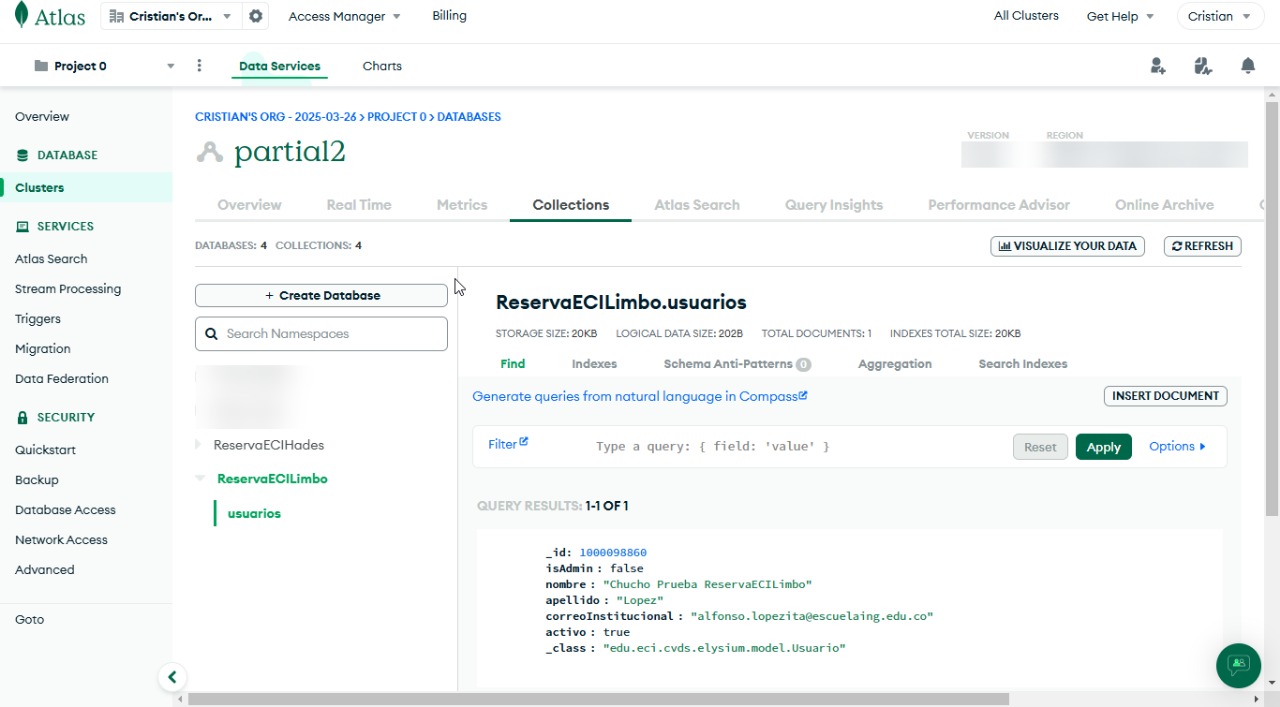 Atlas
Cristian's Or...
Access Manager
Billing
All Clusters
Get Help
Cristian
Project 0
Data Services
Charts
Overview
DATABASE
Clusters
SERVICES
Atlas Search
Stream Processing
Triggers
Migration
Data Federation
SECURITY
Quickstart
Backup
Database Access
Network Access
Advanced
Goto
CRISTIAN'S ORG - 2025-03-26 > PROJECT 0 > DATABASES
partial2
VERSION
REGION
Overview
Real Time
Metrics
Collections
Atlas Search
Query Insights
Performance Advisor
Online Archive
DATABASES: 4 COLLECTIONS: 4
VISUALIZE YOUR DATA
REFRESH
+ Create Database
Search Namespaces
ReservaECIHades
ReservaECILimbo
usuarios
ReservaECILimbo.usuarios
STORAGE SIZE: 20KB LOGICAL DATA SIZE: 202B TOTAL DOCUMENTS: 1 INDEXES TOTAL SIZE: 20KB
Find
Indexes
Schema Anti-Patterns 0
Aggregation
Search Indexes
Generate queries from natural language in Compass
INSERT DOCUMENT
Filter
Type a query: { field: 'value' }
Reset
Apply
Options
QUERY RESULTS: 1-1 OF 1
_id: 1000098860
isAdmin : false
nombre : "Chucho Prueba ReservaECILimbo"
apellido : "Lopez"
correoInstitucional : "alfonso.lopezita@escuelaing.edu.co"
activo : true
_class : "edu.eci.cvds.elysium.model.Usuario"